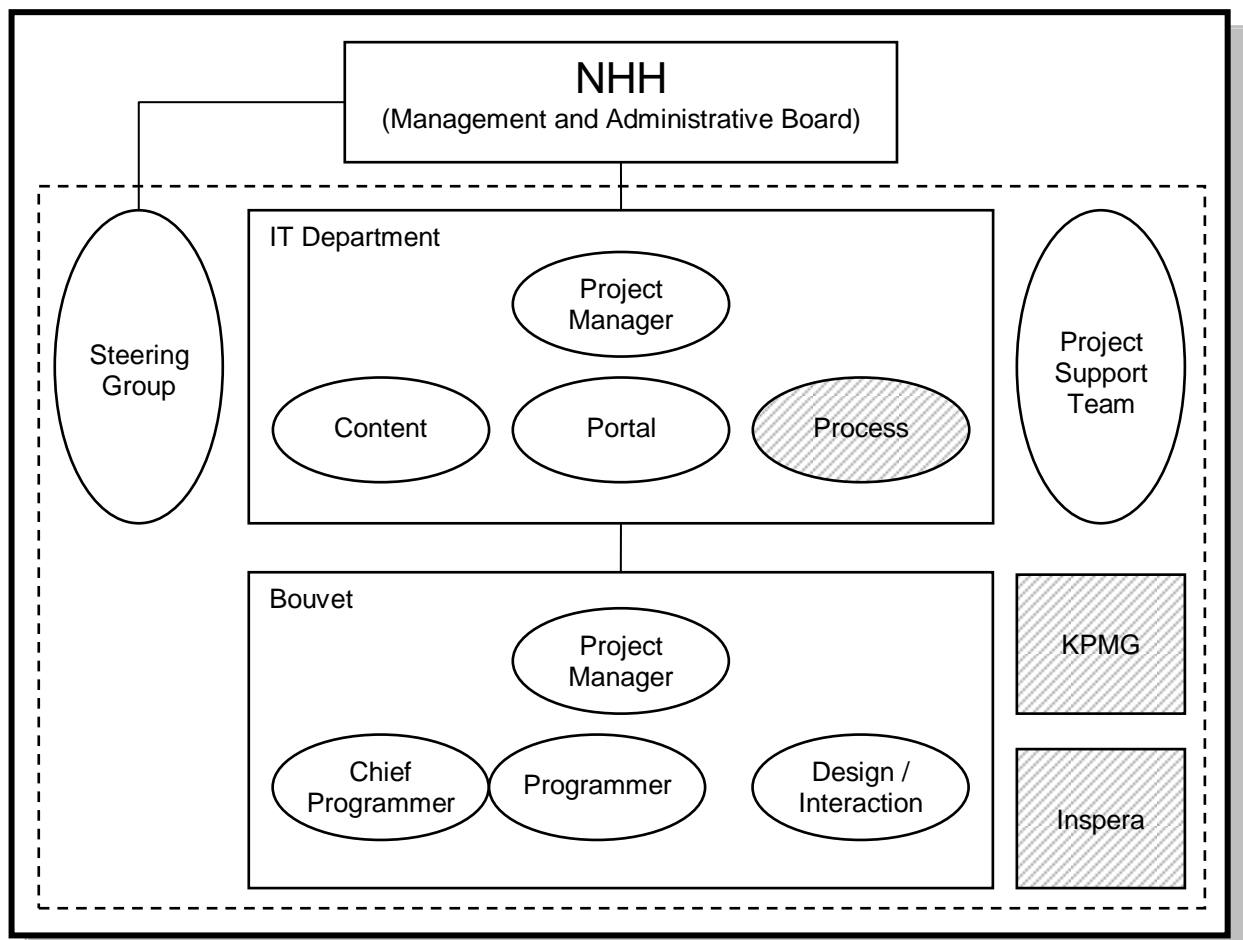 NHH
(Management and Administrative Board)
Steering
Group
IT Department
Project
Manager
Content
Portal
Process
Project
Support
Team
Bouvet
Project
Manager
Chief
Programmer
Programmer
Design /
Interaction
KPMG
Inspera